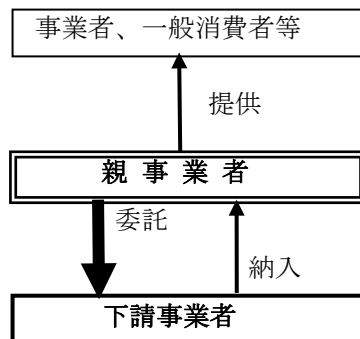 事業者、一般消費者等
提供
親 事 業 者
委託
納入
下請事業者